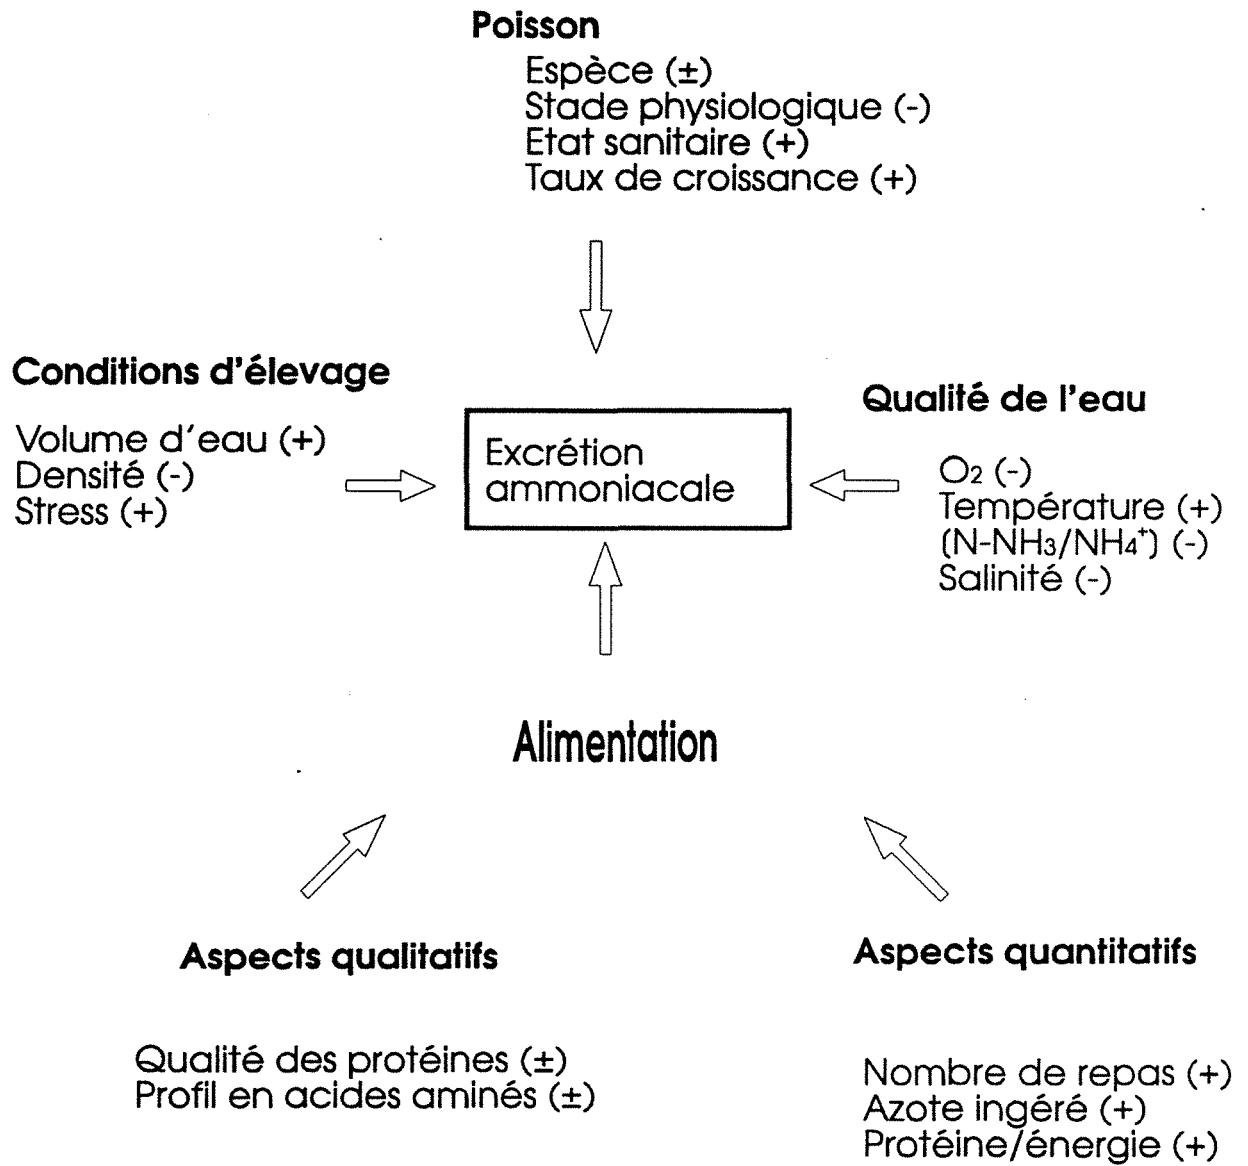 Poisson
Espèce (±)
Stade physiologique (-)
Etat sanitaire (+)
Taux de croissance (+)
Conditions d'élevage
Volume d'eau (+)
Densité (-)
Stress (+)
Excrétion
ammoniacale
Qualité de l'eau
O2 (-)
Température (+)
(N-NH3/NH4+) (-)
Salinité (-)
Alimentation
Aspects qualitatifs
Qualité des protéines (±)
Profil en acides aminés (±)
Aspects quantitatifs
Nombre de repas (+)
Azote ingéré (+)
Protéine/énergie (+)